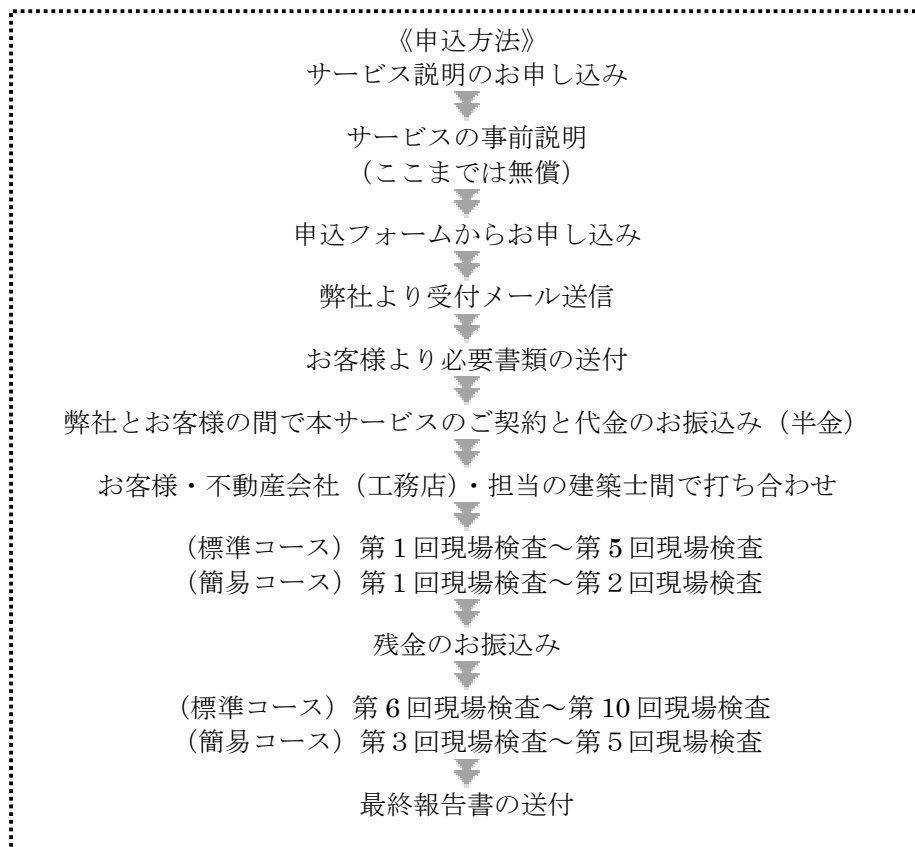 《申込方法》
サービス説明のお申し込み
サービスの事前説明
（ここまでは無償）
申込フォームからお申し込み
弊社より受付メール送信
お客様より必要書類の送付
弊社とお客様の間で本サービスのご契約と代金のお振込み（半金）
お客様・不動産会社（工務店）・担当の建築士間で打ち合わせ
（標準コース）第１回現場検査～第５回現場検査
（簡易コース）第１回現場検査～第２回現場検査
残金のお振込み
（標準コース）第６回現場検査～第 10 回現場検査
（簡易コース）第３回現場検査～第５回現場検査
最終報告書の送付